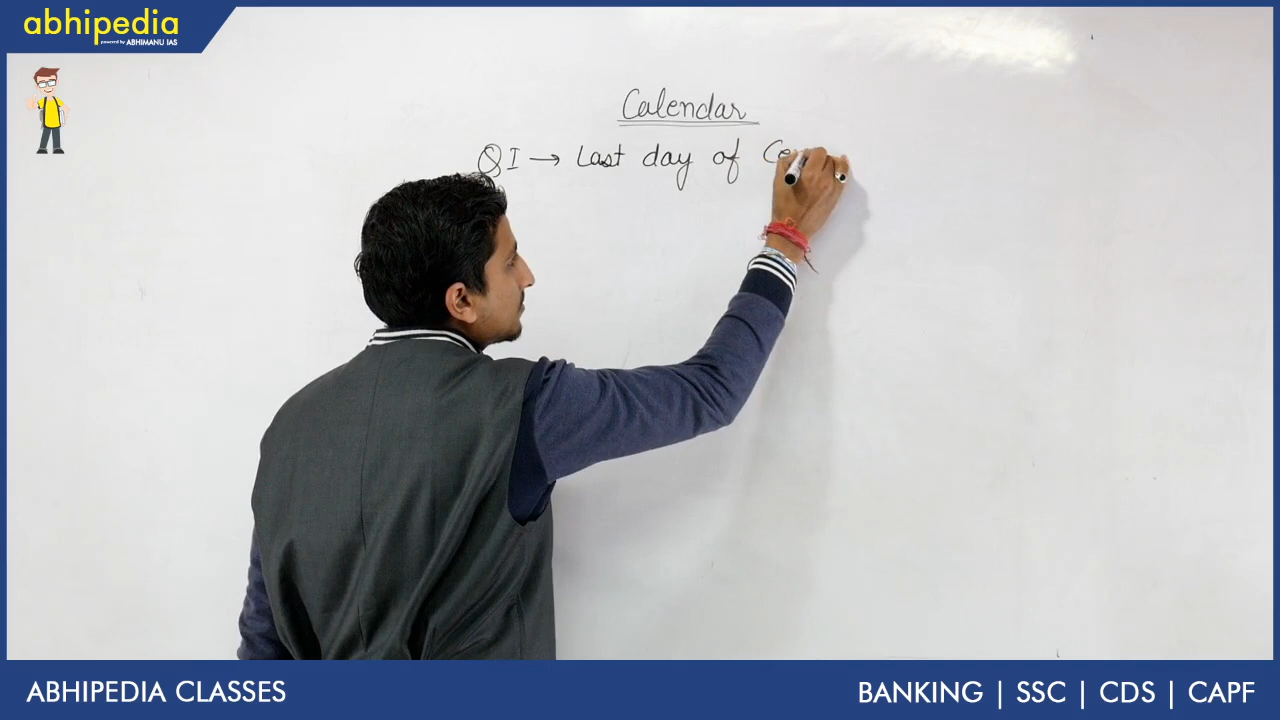 abhipedia
powered by ABHIMANU IAS
Calendar
Q I → Last day of
ABHIPEDIA CLASSES
BANKING | SSC | CDS | CAPF